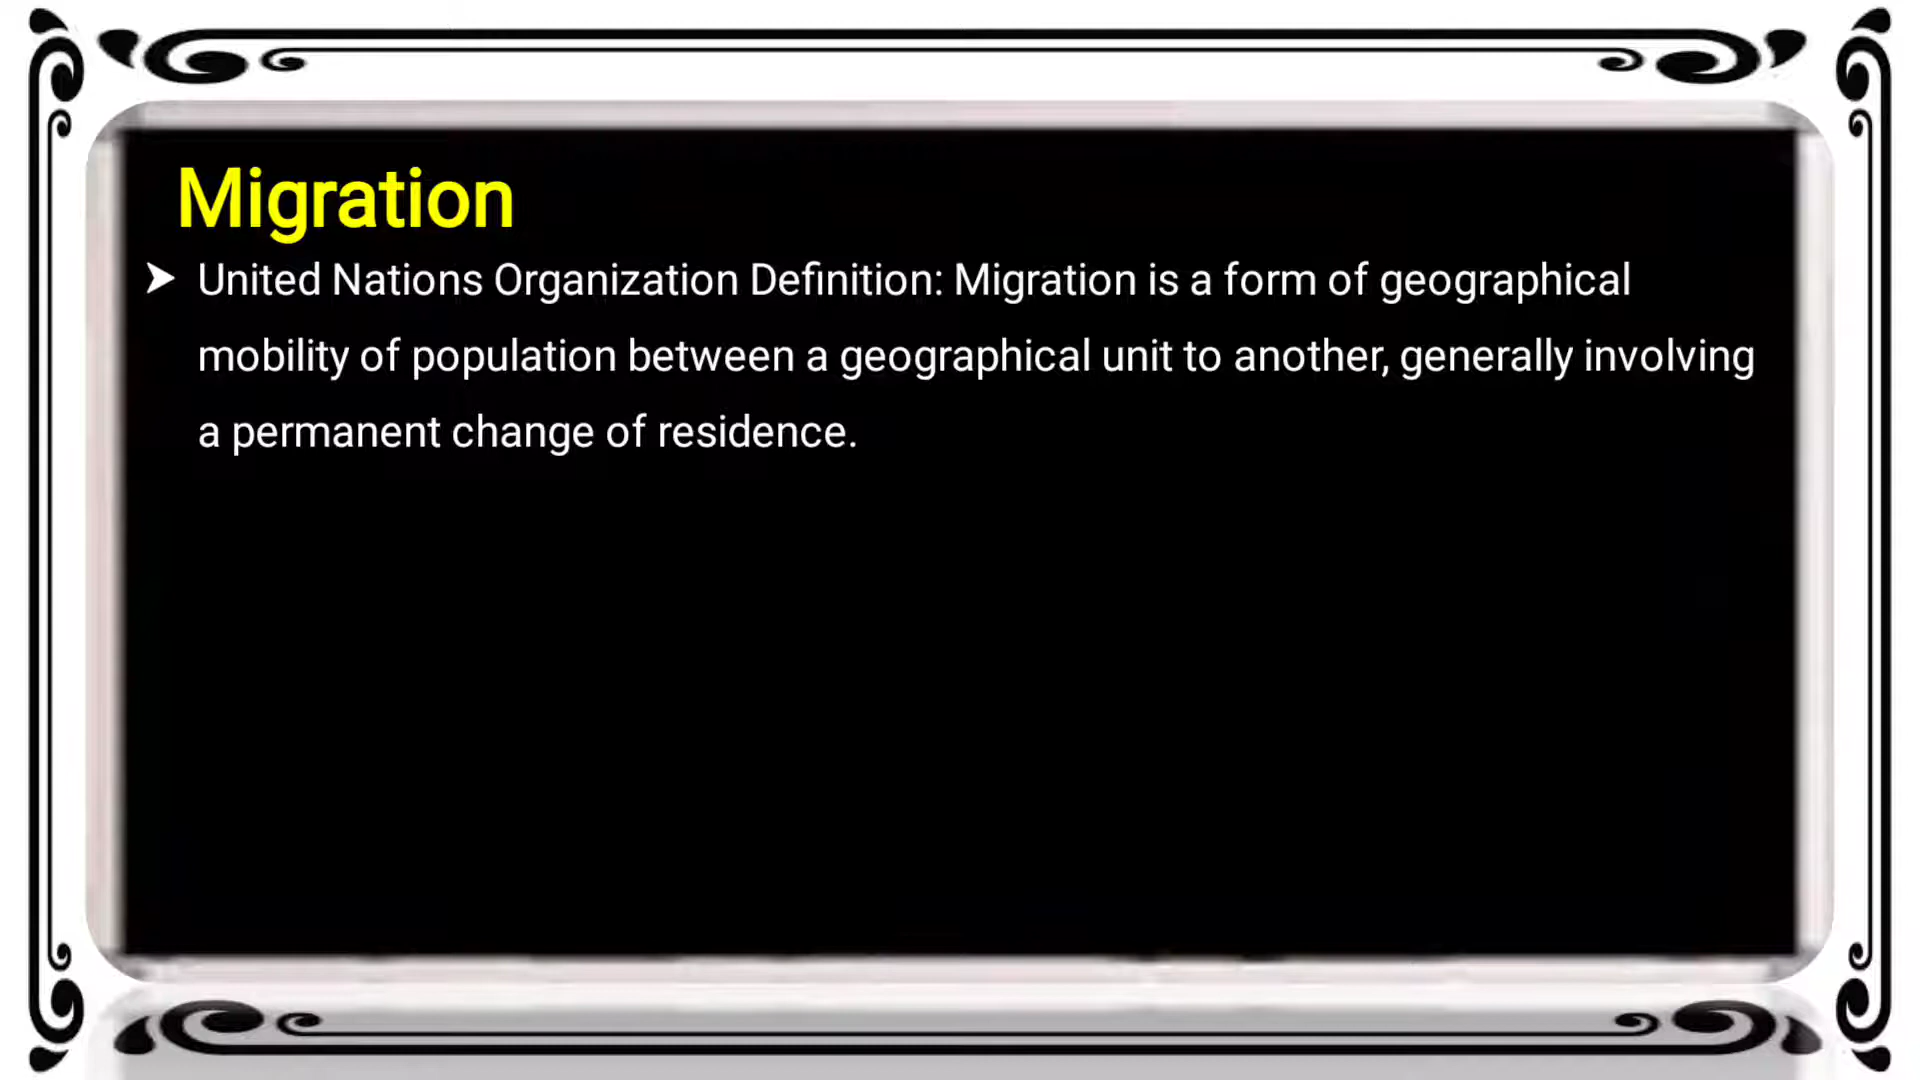 Migration
➤ United Nations Organization Definition: Migration is a form of geographical
mobility of population between a geographical unit to another, generally involving
a permanent change of residence.